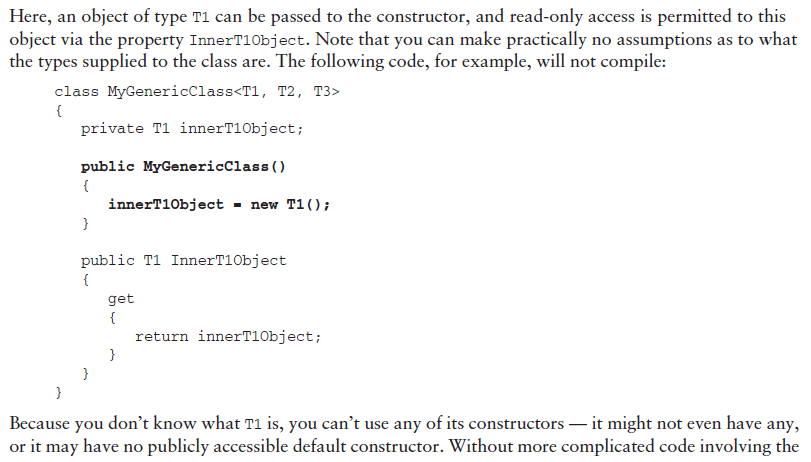 Here, an object of type T1 can be passed to the constructor, and read-only access is permitted to this
object via the property InnerT1Object. Note that you can make practically no assumptions as to what
the types supplied to the class are. The following code, for example, will not compile:
class MyGenericClass<T1, T2, T3>
{
private T1 innerT1Object;
public MyGenericClass()
{
innerT1Object = new T1();
}
public T1 InnerT1Object
{
get
{
return innerT1Object;
}
}
}
Because you don’t know what T1 is, you can’t use any of its constructors — it might not even have any,
or it may have no publicly accessible default constructor. Without more complicated code involving the